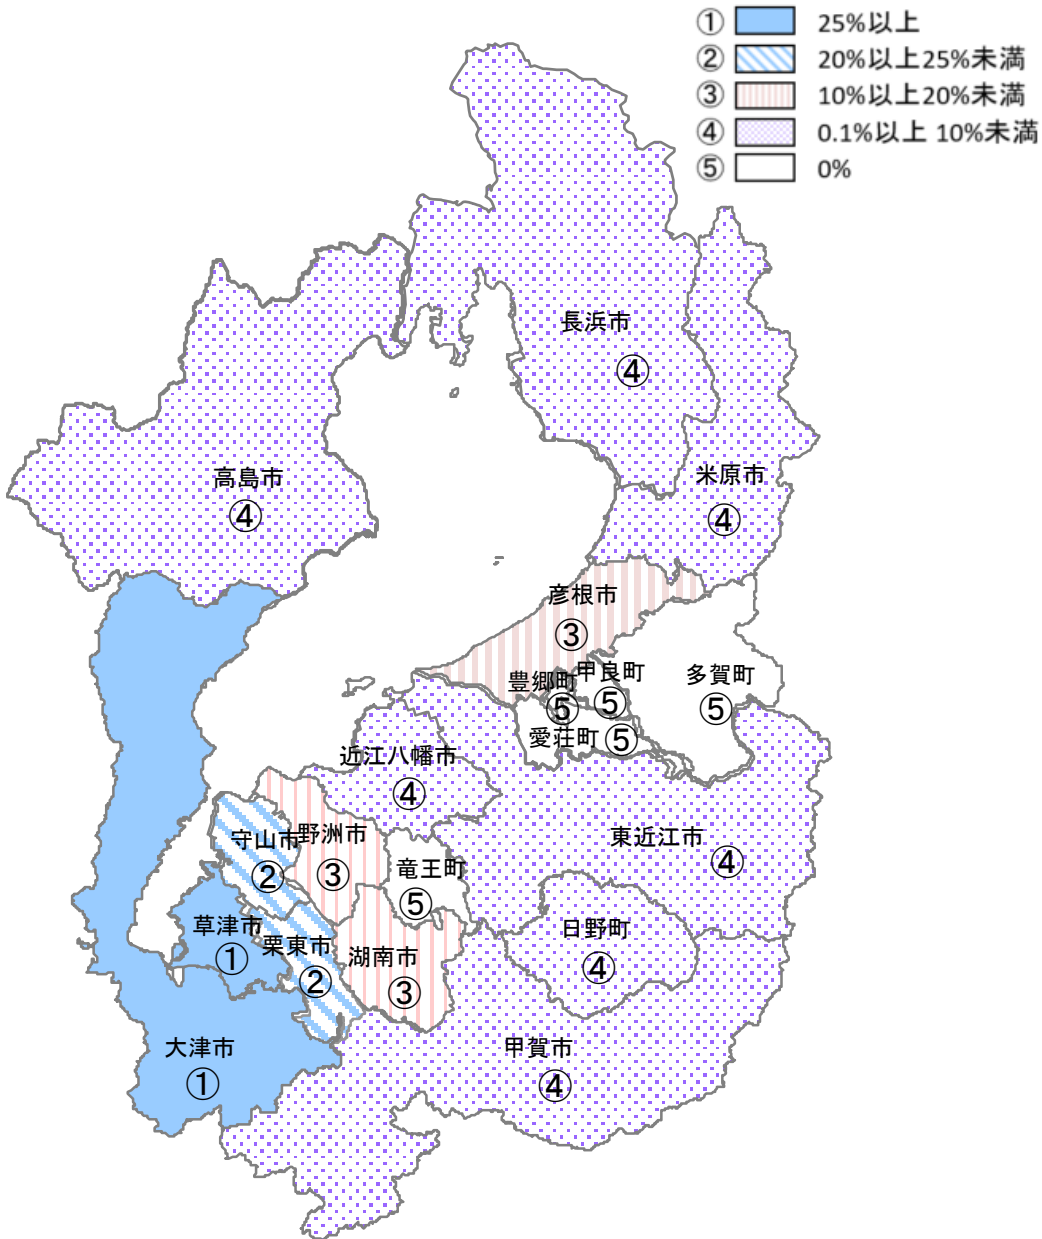 ① 25%以上
② 20%以上25%未満
③ 10%以上20%未満
④ 0.1%以上 10%未満
⑤ 0%
長浜市
④
米原市
④
高島市
④
彦根市
③
甲良町
⑤
豊郷町
⑤
多賀町
⑤
愛荘町 ⑤
近江八幡市
④
東近江市
④
守山市
②
野洲市
③
竜王町
⑤
草津市
①
栗東市
②
湖南市
③
日野町
④
大津市
①
甲賀市
④